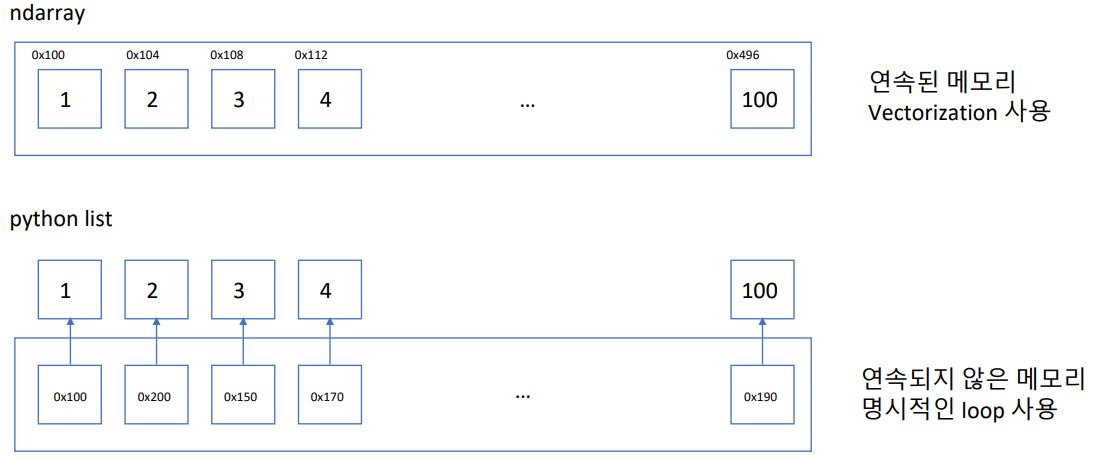 ndarray
0x100 0x104 0x108 0x112 0x496
1 2 3 4 ... 100
연속된 메모리
Vectorization 사용
python list
1 2 3 4 100
0x100 0x200 0x150 0x170 ... 0x190
연속되지 않은 메모리
명시적인 loop 사용